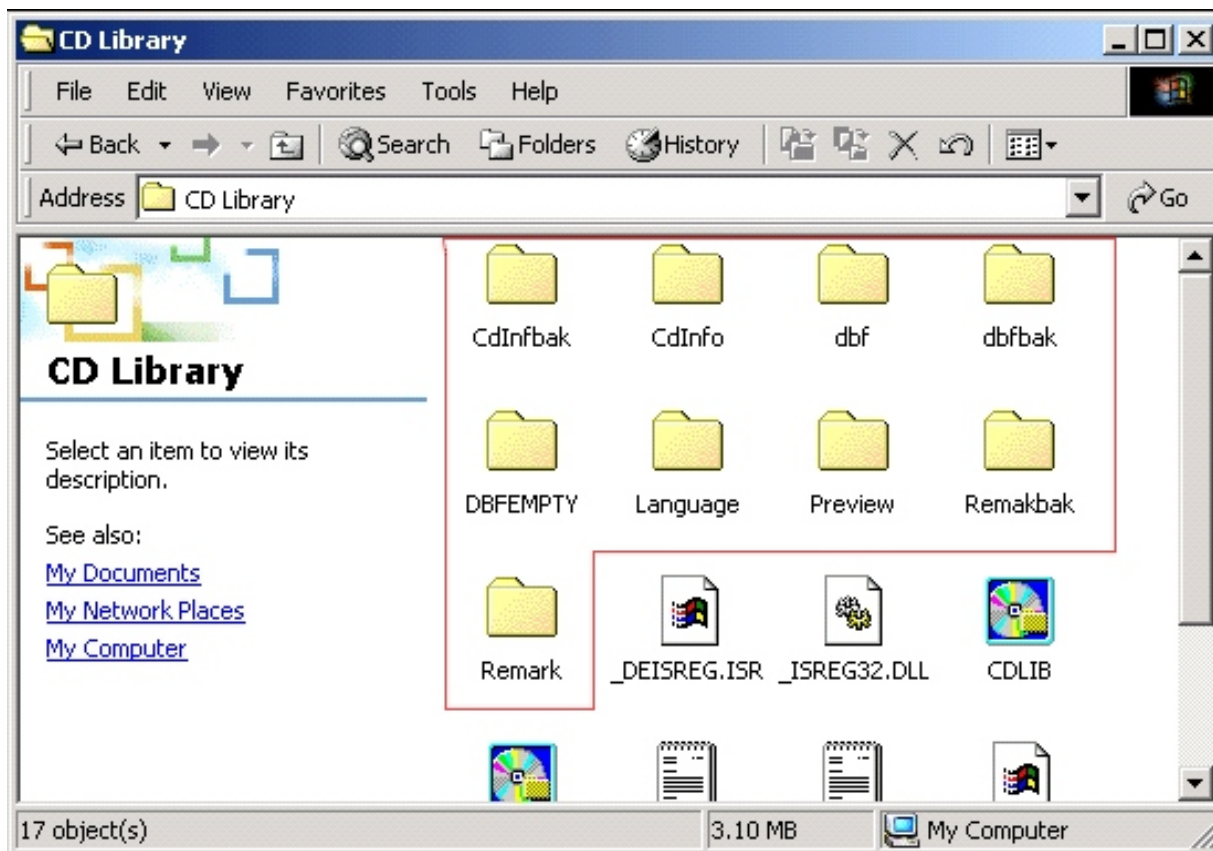 CD Library
File Edit View Favorites Tools Help
Back Search Folders History
Address CD Library Go
CD Library
Select an item to view its
description.
See also:
My Documents
My Network Places
My Computer
CdInfbak CdInfo dbf dbfbak
DBFEMPTY Language Preview Remakbak
Remark _DEISREG.ISR _ISREG32.DLL CDLIB
17 object(s) 3.10 MB My Computer